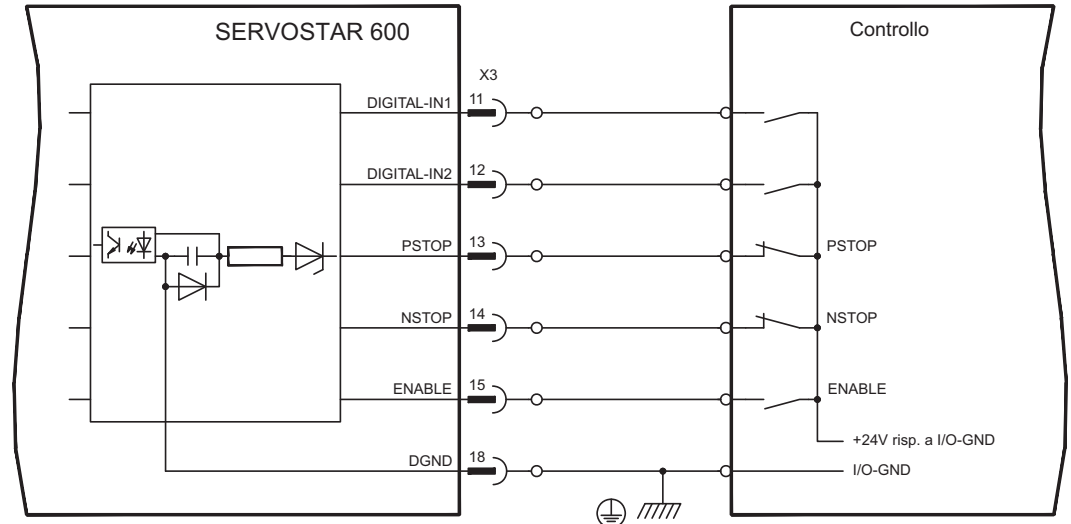 SERVOSTAR 600
Controllo
X3
DIGITAL-IN1 11
DIGITAL-IN2 12
PSTOP 13 PSTOP
NSTOP 14 NSTOP
ENABLE 15 ENABLE
+24V risp. a I/O-GND
DGND 18 I/O-GND